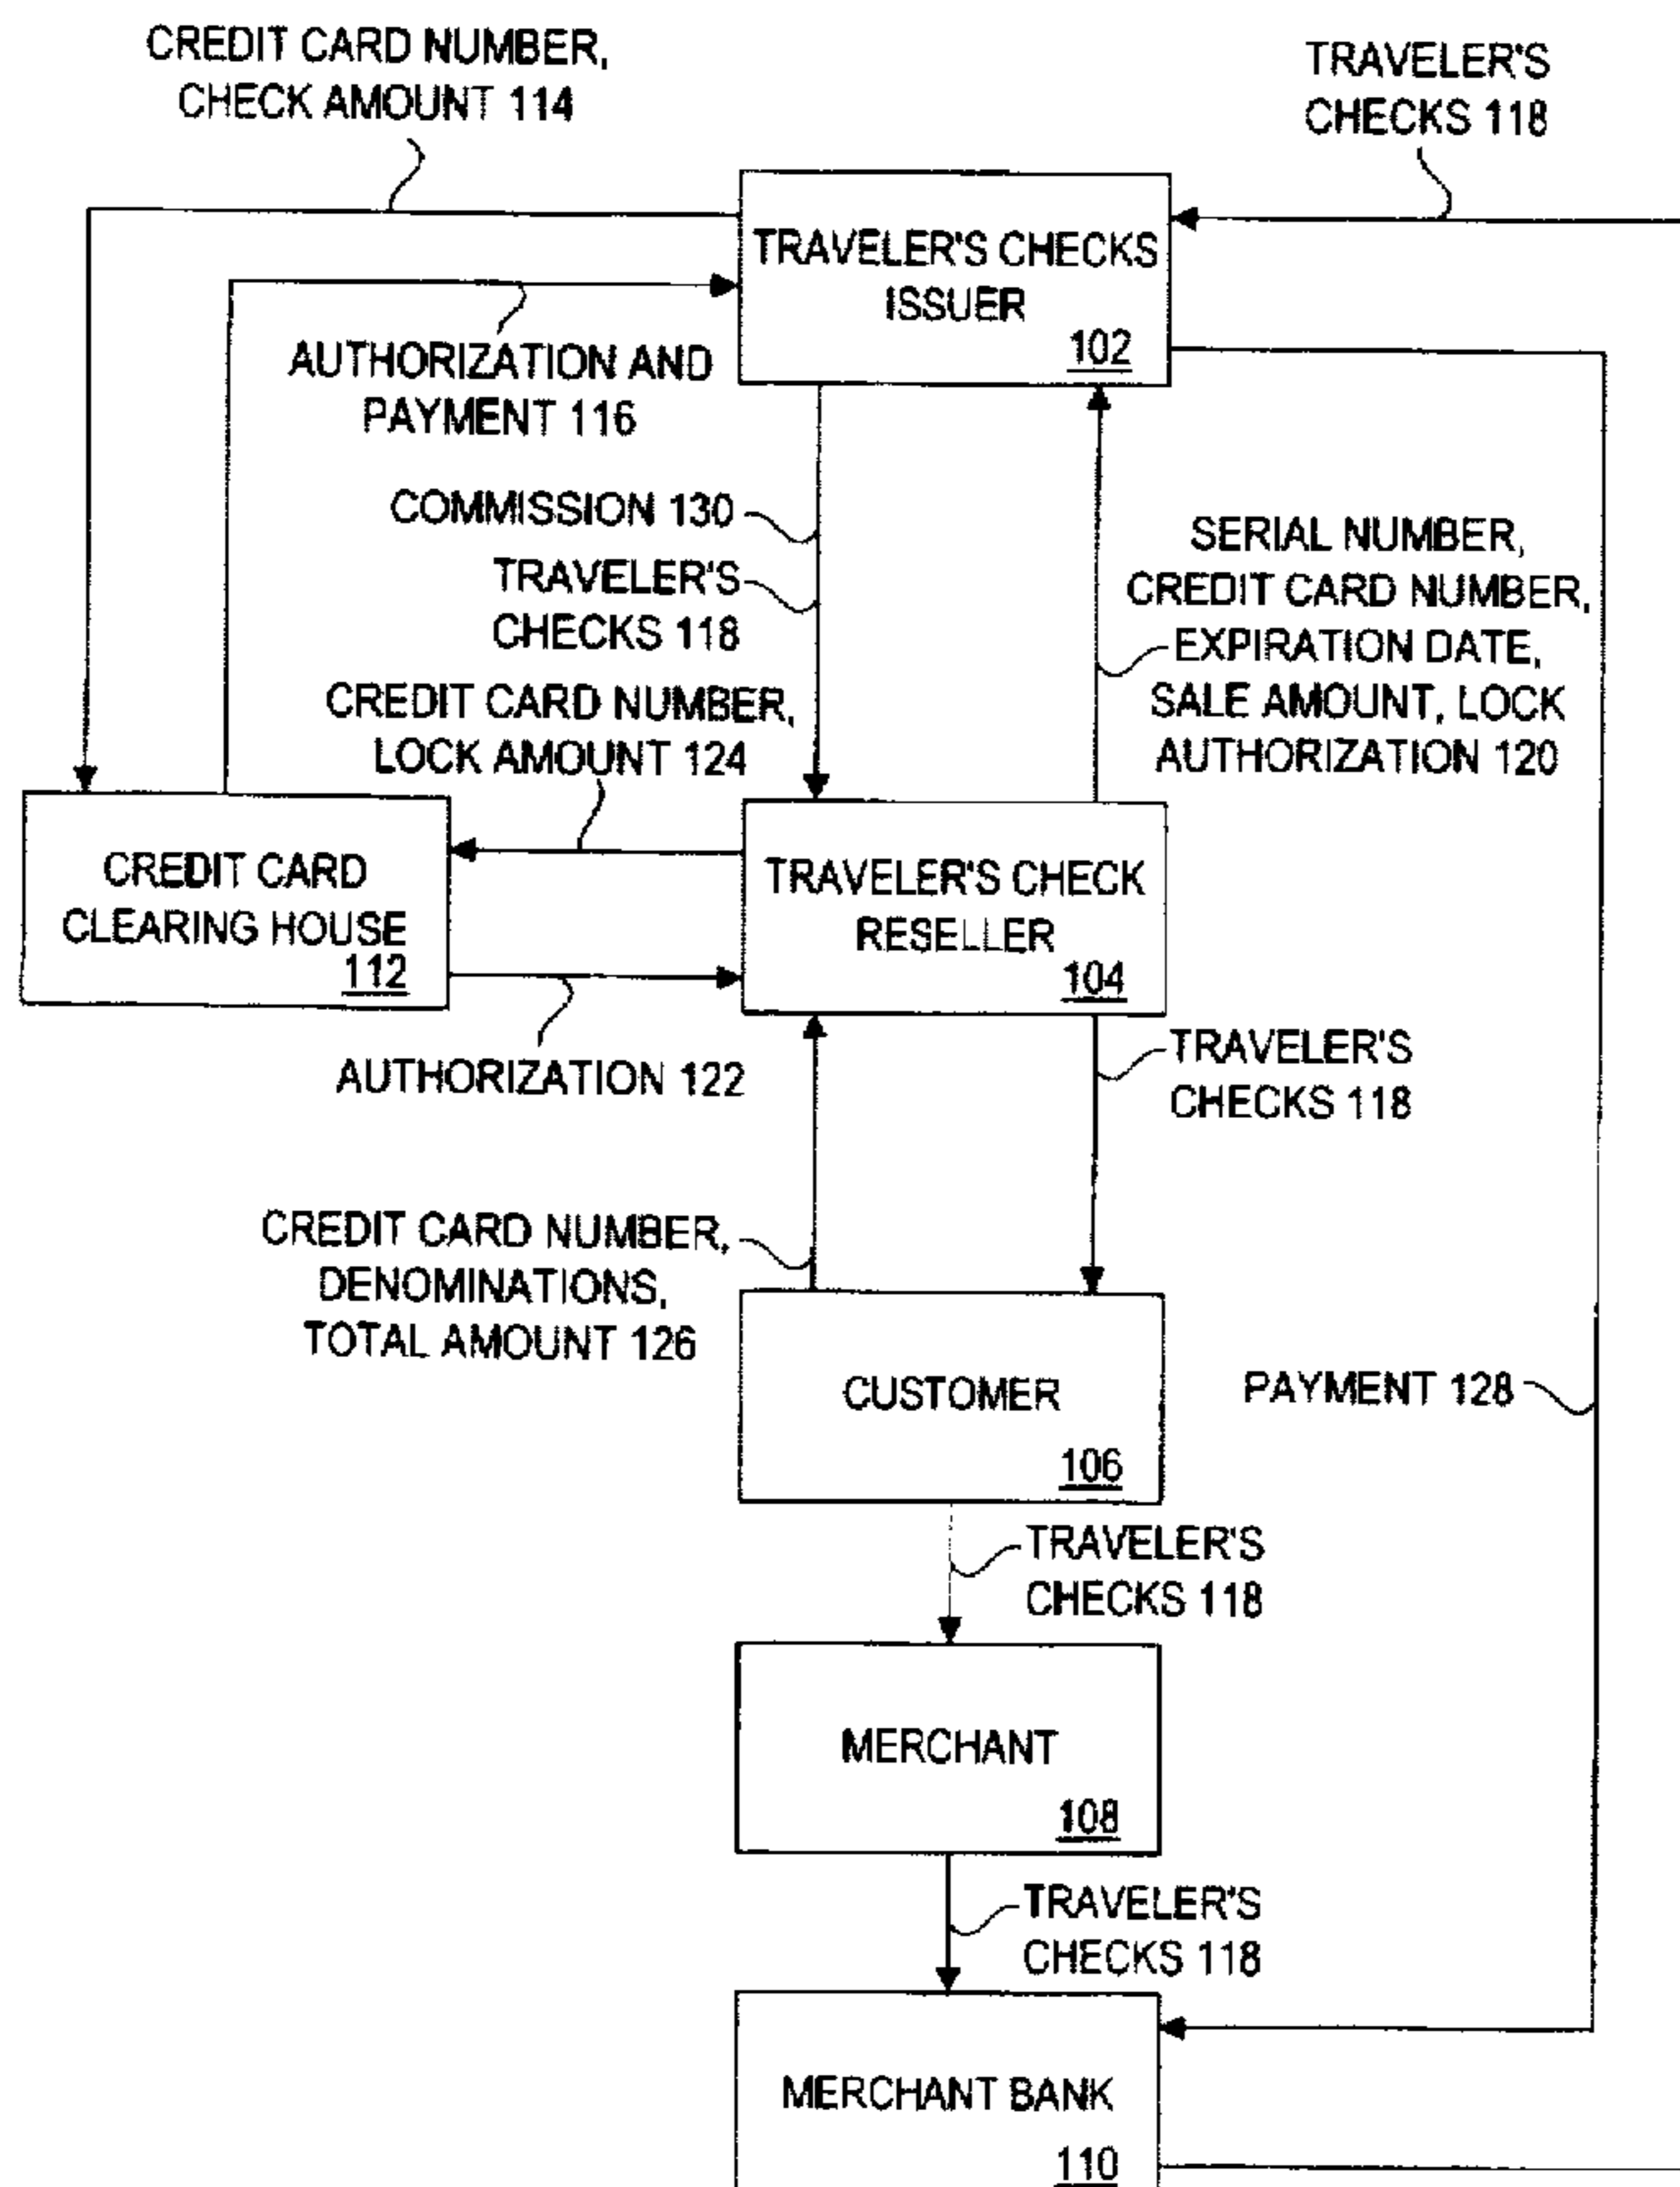 CREDIT CARD NUMBER,
CHECK AMOUNT 114
TRAVELER'S
CHECKS 118
TRAVELER'S CHECKS
ISSUER
102
AUTHORIZATION AND
PAYMENT 116
COMMISSION 130
TRAVELER'S
CHECKS 118
SERIAL NUMBER,
CREDIT CARD NUMBER,
EXPIRATION DATE,
SALE AMOUNT, LOCK
AUTHORIZATION 120
CREDIT CARD NUMBER,
LOCK AMOUNT 124
CREDIT CARD
CLEARING HOUSE
112
TRAVELER'S CHECK
RESELLER
104
AUTHORIZATION 122
TRAVELER'S
CHECKS 118
CREDIT CARD NUMBER,
DENOMINATIONS,
TOTAL AMOUNT 126
CUSTOMER
106
PAYMENT 128
TRAVELER'S
CHECKS 118
MERCHANT
108
TRAVELER'S
CHECKS 118
MERCHANT BANK
110